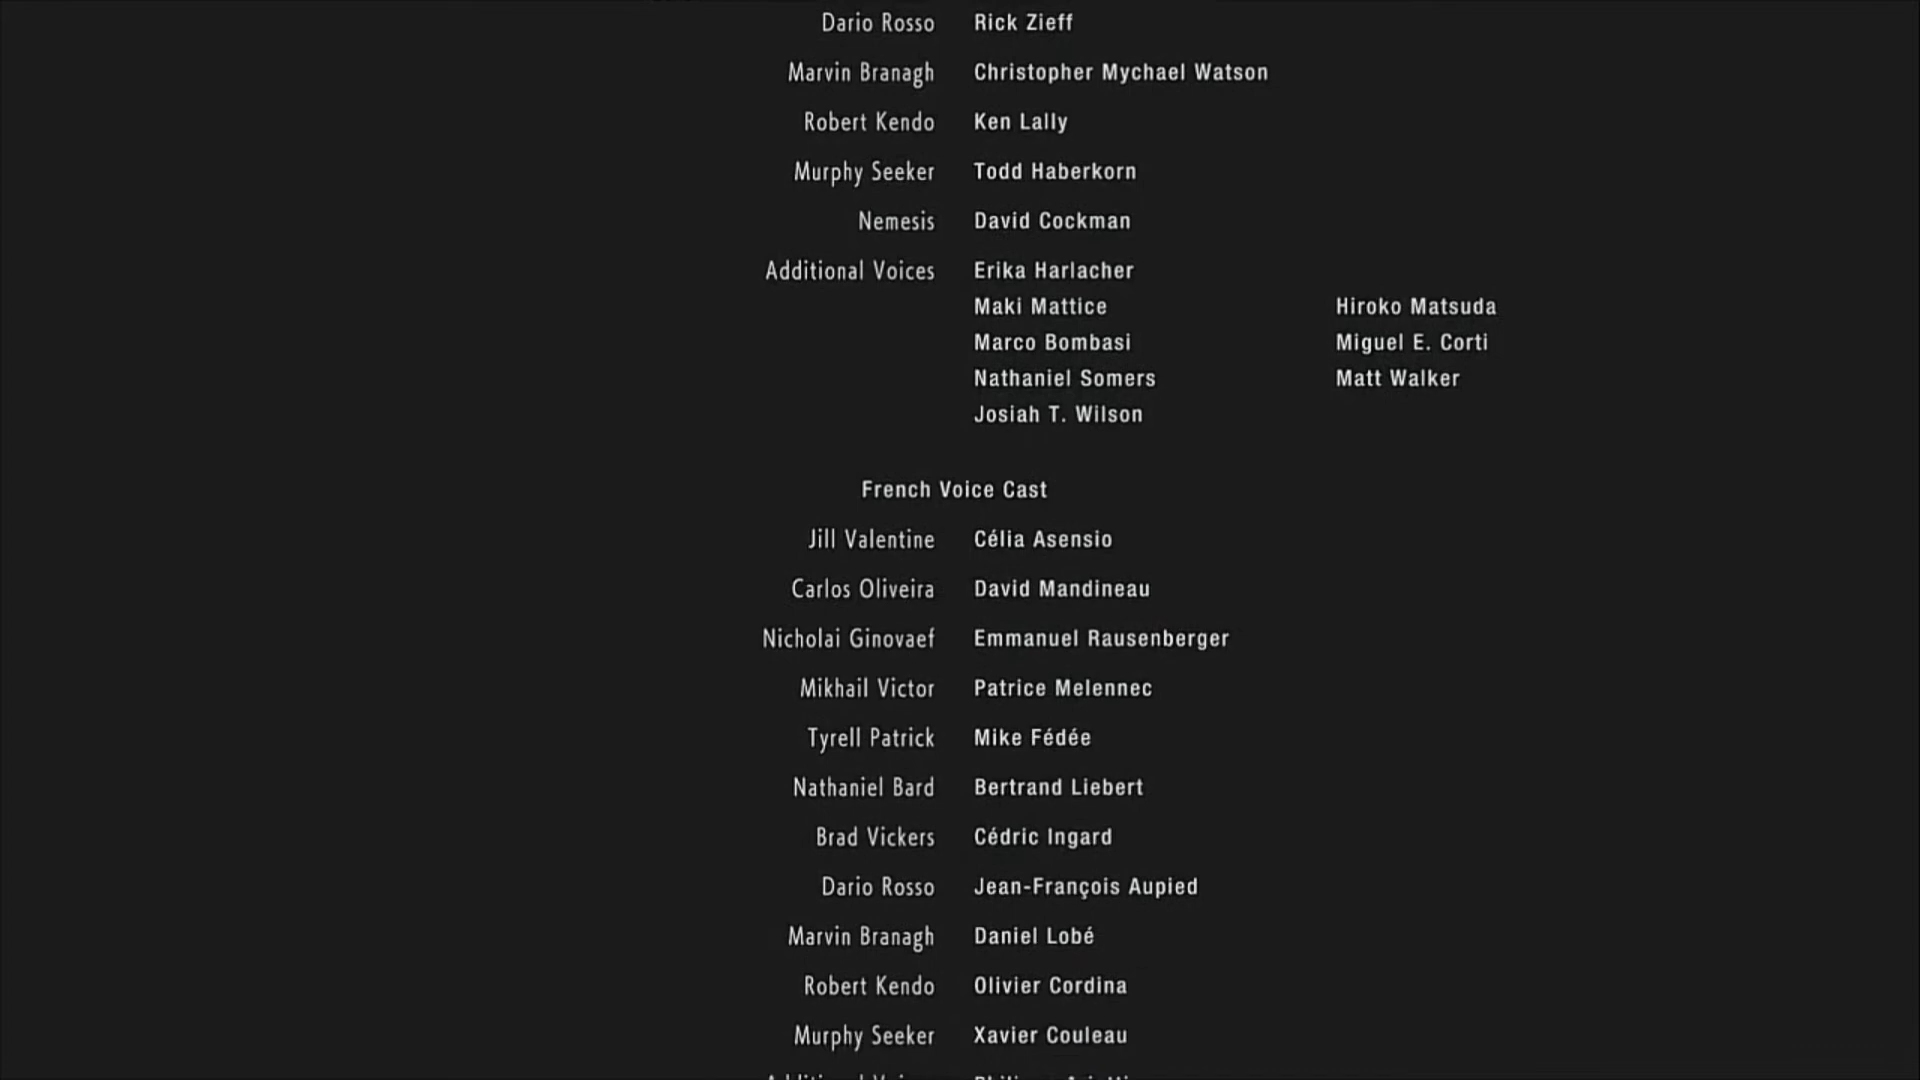 Dario Rosso Rick Zieff
Marvin Branagh Christopher Mychael Watson
Robert Kendo Ken Lally
Murphy Seeker Todd Haberkorn
Nemesis David Cockman
Additional Voices Erika Harlacher
Maki Mattice Hiroko Matsuda
Marco Bombasi Miguel E. Corti
Nathaniel Somers Matt Walker
Josiah T. Wilson
French Voice Cast
Jill Valentine Célia Asensio
Carlos Oliveira David Mandineau
Nicholai Ginovaef Emmanuel Rausenberger
Mikhail Victor Patrice Melennec
Tyrell Patrick Mike Fédée
Nathaniel Bard Bertrand Liebert
Brad Vickers Cédric Ingard
Dario Rosso Jean-François Aupied
Marvin Branagh Daniel Lobé
Robert Kendo Olivier Cordina
Murphy Seeker Xavier Couleau